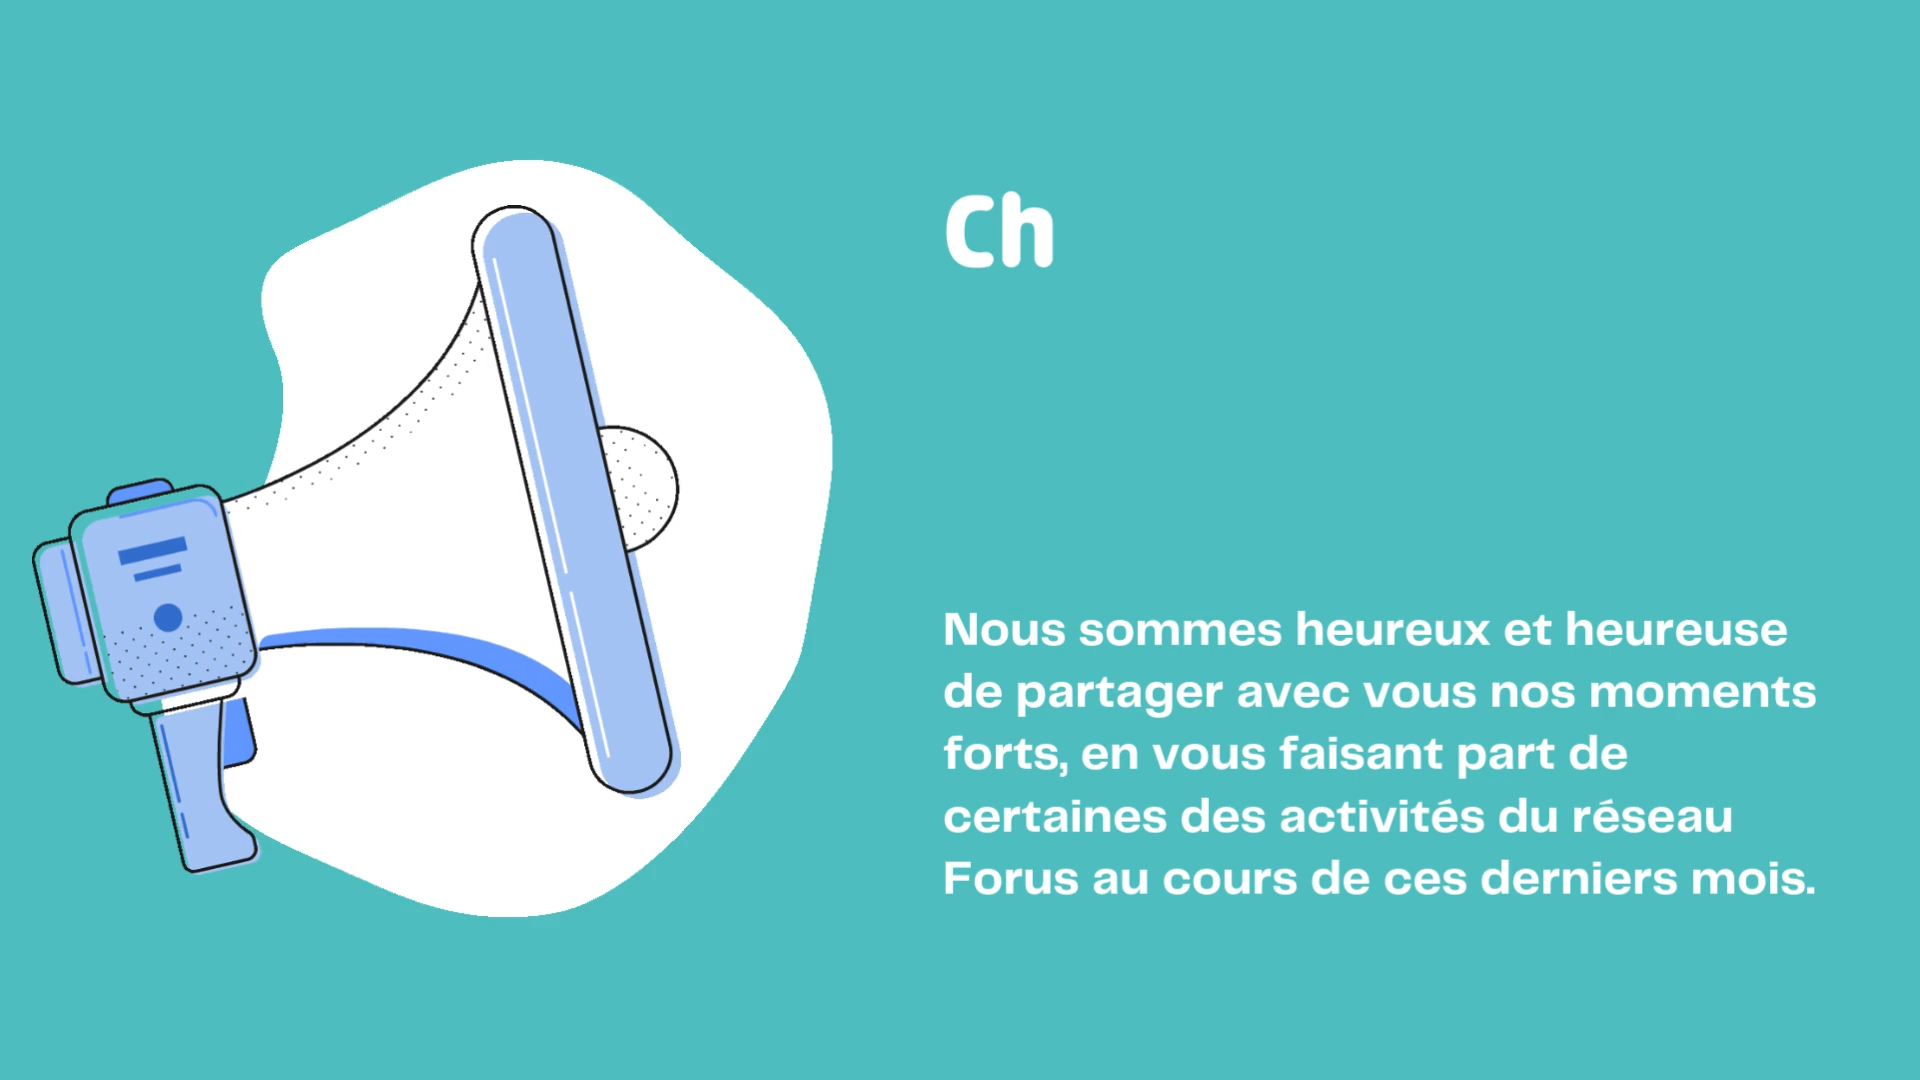 Ch
Nous sommes heureux et heureuse
de partager avec vous nos moments
forts, en vous faisant part de
certaines des activités du réseau
Forus au cours de ces derniers mois.